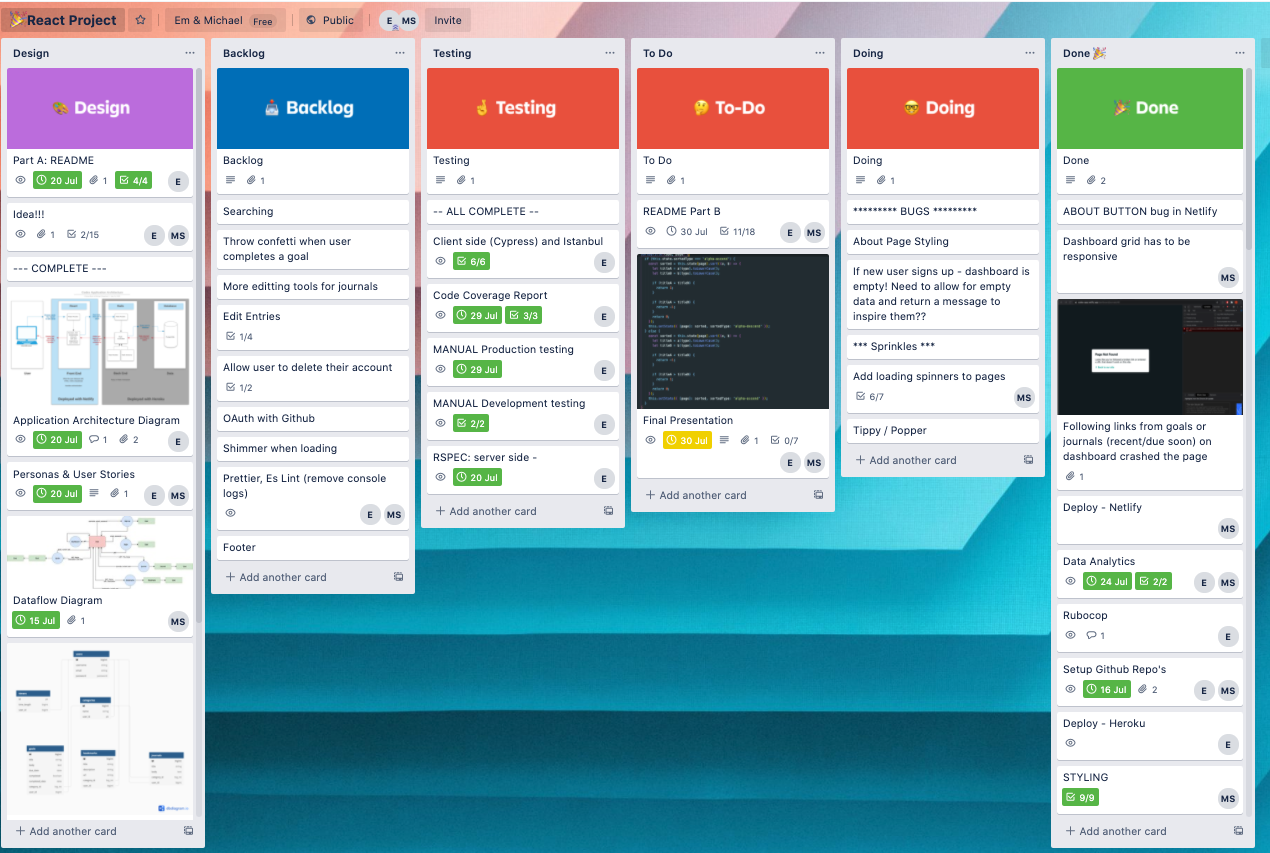 🎉React Project
Em & Michael Free
Public
E MS
Invite
Design
🎨 Design
Part A: README
20 Jul 1 4/4 E
Idea!!!
1 2/15 E MS
--- COMPLETE ---
Application Architecture Diagram
20 Jul 1 2 E
Personas & User Stories
20 Jul 1 E MS
Dataflow Diagram
15 Jul 1 MS
+ Add another card
Backlog
Backlog
Backlog
1
Searching
Throw confetti when user
completes a goal
More editting tools for journals
Edit Entries
1/4
Allow user to delete their account
1/2
OAuth with Github
Shimmer when loading
Prettier, Es Lint (remove console
logs)
E MS
Footer
+ Add another card
Testing
🤞 Testing
Testing
1
-- ALL COMPLETE --
Client side (Cypress) and Istanbul
6/6 E
Code Coverage Report
29 Jul 3/3 E
MANUAL Production testing
29 Jul E
MANUAL Development testing
2/2 E
RSPEC: server side -
20 Jul E
+ Add another card
To Do
🤔 To-Do
To Do
1
README Part B
30 Jul 11/18 E MS
Final Presentation
30 Jul 1 0/7
E MS
+ Add another card
Doing
🤓 Doing
Doing
1
********* BUGS *********
About Page Styling
If new user signs up - dashboard is
empty! Need to allow for empty
data and return a message to
inspire them??
*** Sprinkles ***
Add loading spinners to pages
6/7 MS
Tippy / Popper
+ Add another card
Done 🎉
🎉 Done
Done
2
ABOUT BUTTON bug in Netlify
Dashboard grid has to be
responsive
MS
Following links from goals or
journals (recent/due soon) on
dashboard crashed the page
1
Deploy - Netlify
MS
Data Analytics
24 Jul 2/2 E MS
Rubocop
1 E
Setup Github Repo's
16 Jul 2 E MS
Deploy - Heroku
E
STYLING
9/9 MS
+ Add another card